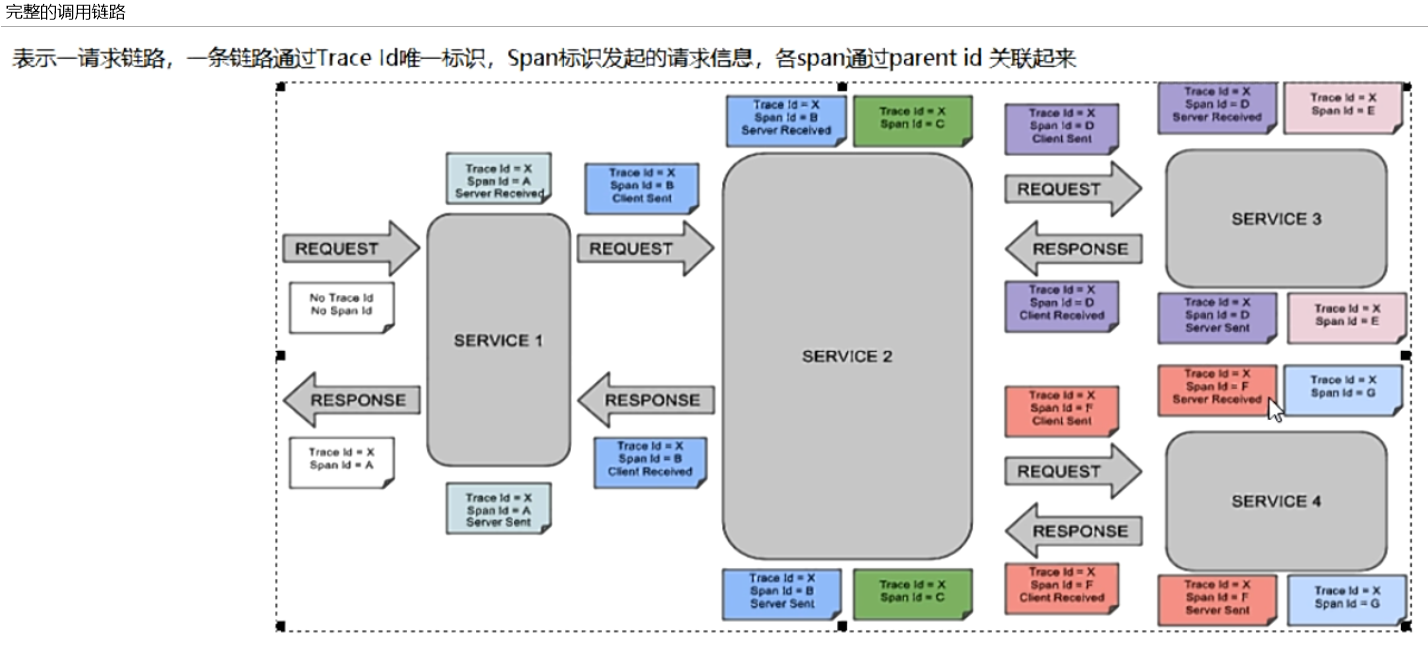 完整的调用链路
表示一请求链路，一条链路通过Trace Id唯一标识，Span标识发起的请求信息，各span通过parent id 关联起来
REQUEST
No Trace Id
No Span Id
RESPONSE
Trace Id = X
Span Id = A
Trace Id = X
Span Id = A
Server Received
SERVICE 1
Trace Id = X
Span Id = A
Server Sent
Trace Id = X
Span Id = B
Client Sent
REQUEST
RESPONSE
Trace Id = X
Span Id = B
Client Received
Trace Id = X
Span Id = B
Server Received
Trace Id = X
Span Id = C
SERVICE 2
Trace Id = X
Span Id = B
Server Sent
Trace Id = X
Span Id = C
Trace Id = X
Span Id = D
Client Sent
REQUEST
RESPONSE
Trace Id = X
Span Id = D
Client Received
Trace Id = X
Span Id = D
Server Received
Trace Id = X
Span Id = E
SERVICE 3
Trace Id = X
Span Id = D
Server Sent
Trace Id = X
Span Id = E
Trace Id = X
Span Id = F
Client Sent
REQUEST
RESPONSE
Trace Id = X
Span Id = F
Client Received
Trace Id = X
Span Id = F
Server Received
Trace Id = X
Span Id = G
SERVICE 4
Trace Id = X
Span Id = F
Server Sent
Trace Id = X
Span Id = G